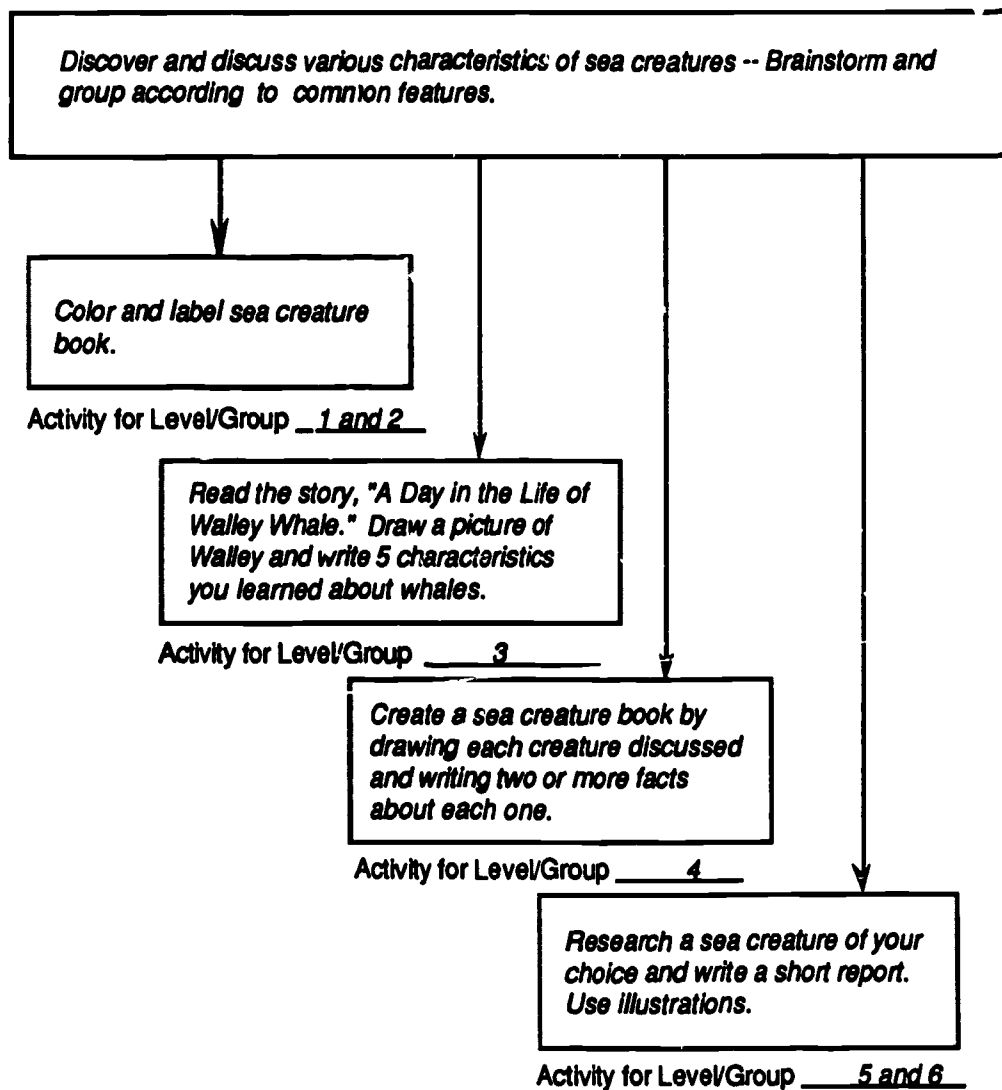 Discover and discuss various characteristics of sea creatures -- Brainstorm and
group according to common features.
Color and label sea creature
book.
Activity for Level/Group 1 and 2
Read the story, "A Day in the Life of
Walley Whale." Draw a picture of
Walley and write 5 characteristics
you learned about whales.
Activity for Level/Group 3
Create a sea creature book by
drawing each creature discussed
and writing two or more facts
about each one.
Activity for Level/Group 4
Research a sea creature of your
choice and write a short report.
Use illustrations.
Activity for Level/Group 5 and 6